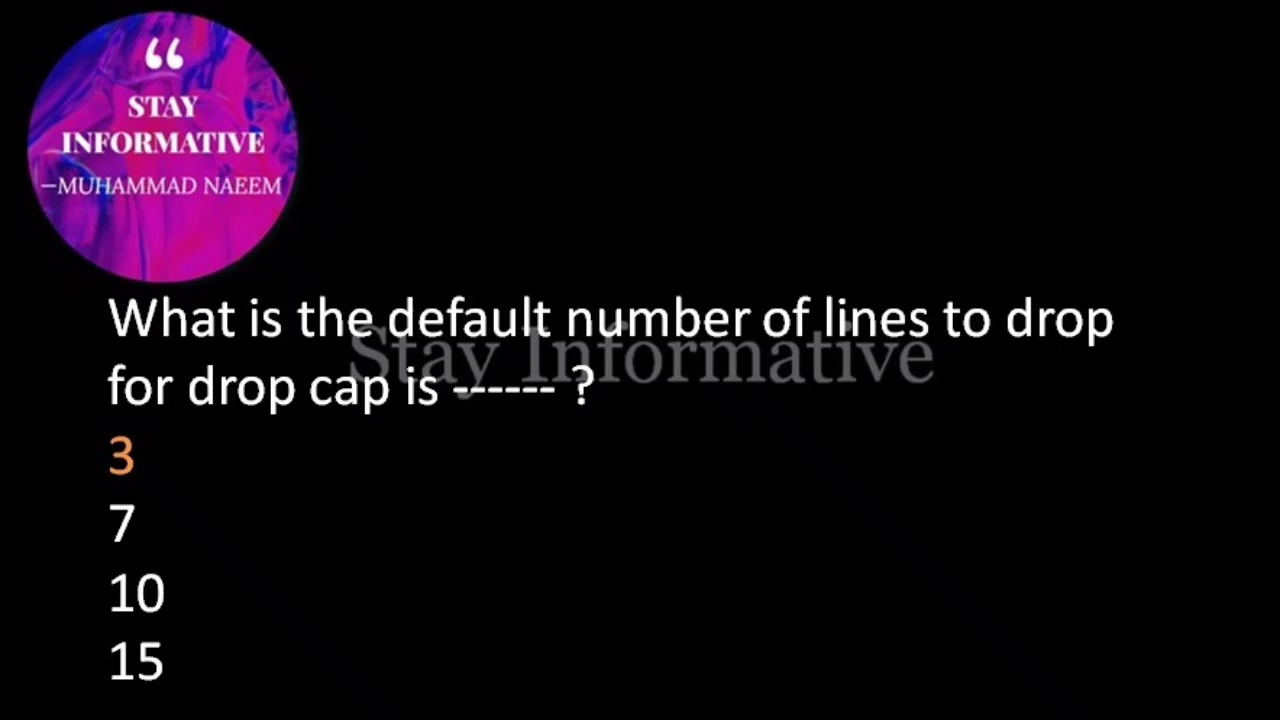 “
STAY
INFORMATIVE
—MUHAMMAD NAEEM
What is the default number of lines to drop
Stay Informative
for drop cap is ------ ?
3
7
10
15